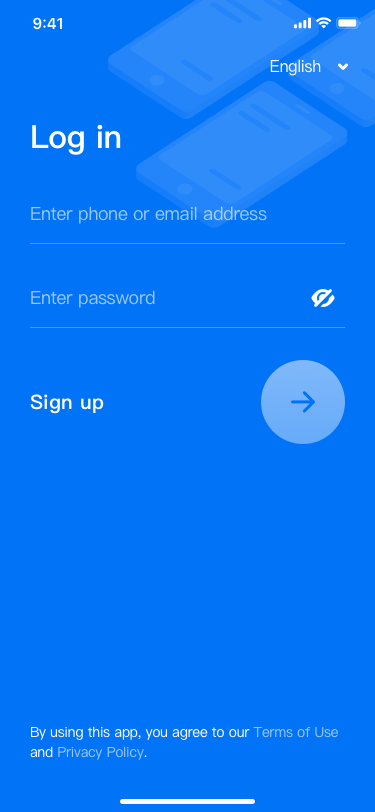 9:41
English
Log in
Enter phone or email address
Enter password
Sign up
By using this app, you agree to our Terms of Use
and Privacy Policy.